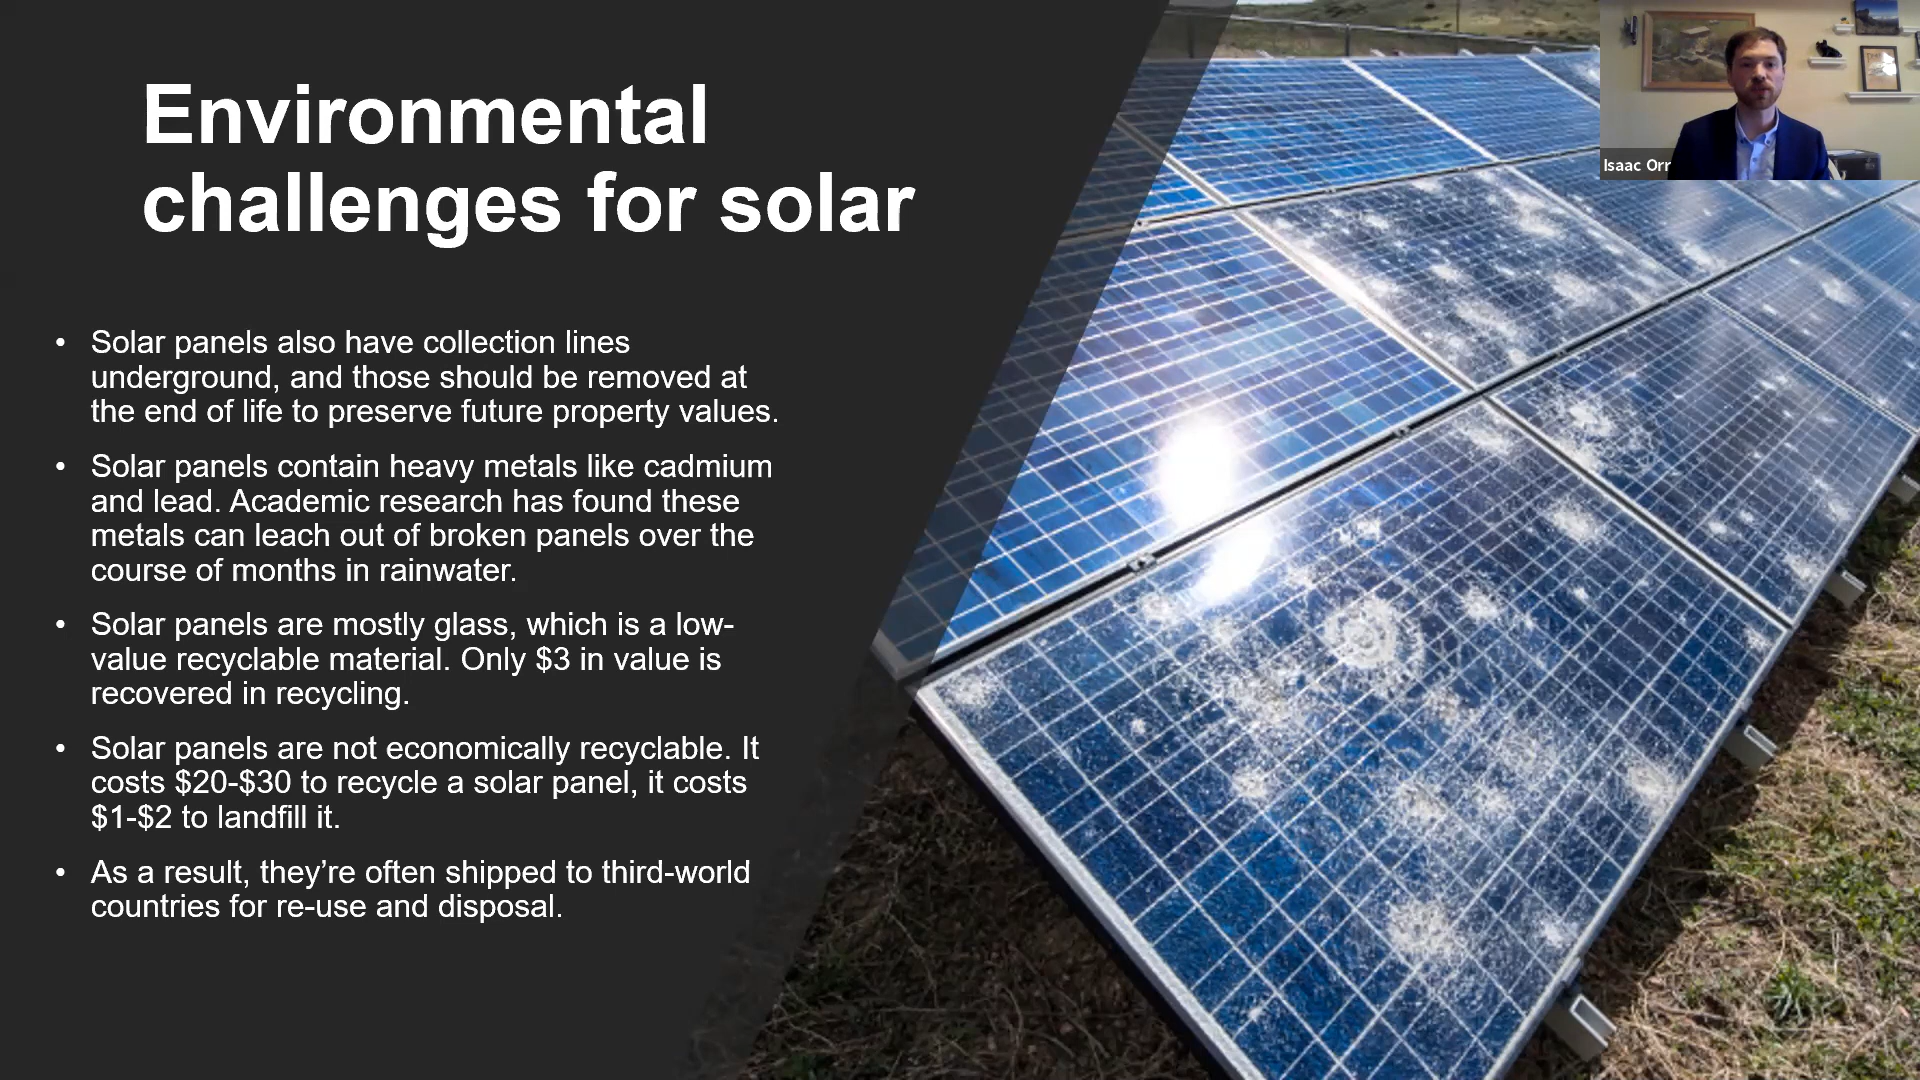 Environmental
challenges for solar
Isaac Orr
• Solar panels also have collection lines
underground, and those should be removed at
the end of life to preserve future property values.
• Solar panels contain heavy metals like cadmium
and lead. Academic research has found these
metals can leach out of broken panels over the
course of months in rainwater.
• Solar panels are mostly glass, which is a low-
value recyclable material. Only $3 in value is
recovered in recycling.
• Solar panels are not economically recyclable. It
costs $20-$30 to recycle a solar panel, it costs
$1-$2 to landfill it.
• As a result, they’re often shipped to third-world
countries for re-use and disposal.